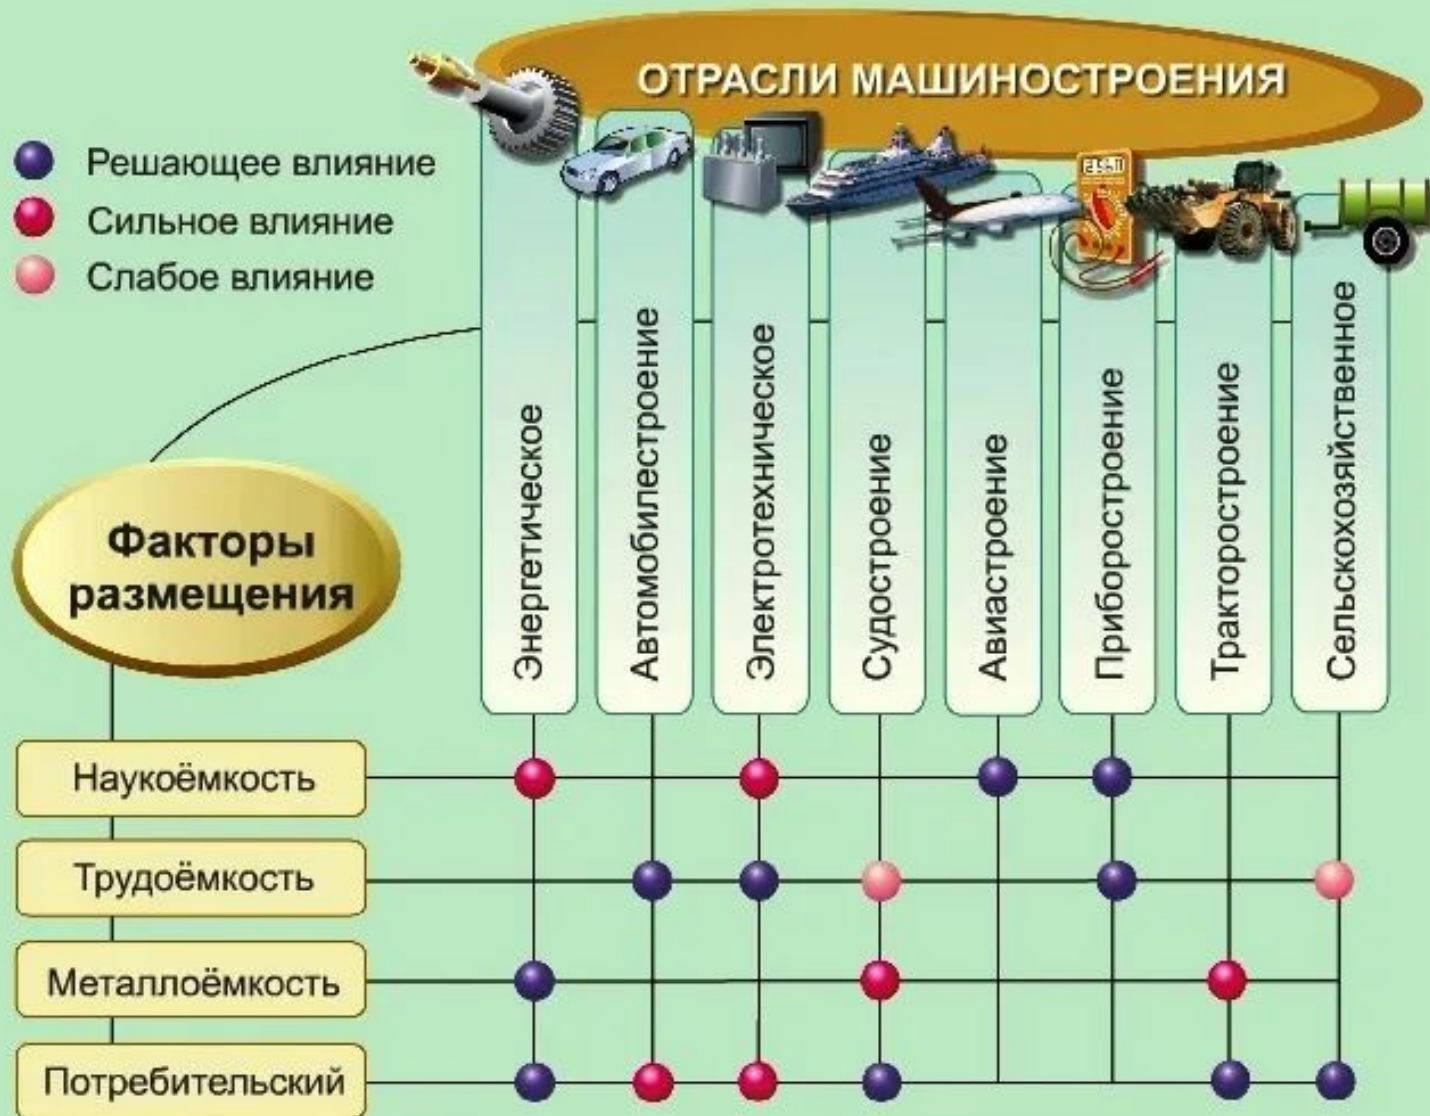 ОТРАСЛИ МАШИНОСТРОЕНИЯ
Решающее влияние
Сильное влияние
Слабое влияние
Энергетическое
Автомобилестроение
Электротехническое
Судостроение
Авиастроение
Приборостроение
Тракторостроение
Сельскохозяйственное
Факторы
размещения
Наукоёмкость
Трудоёмкость
Металлоёмкость
Потребительский